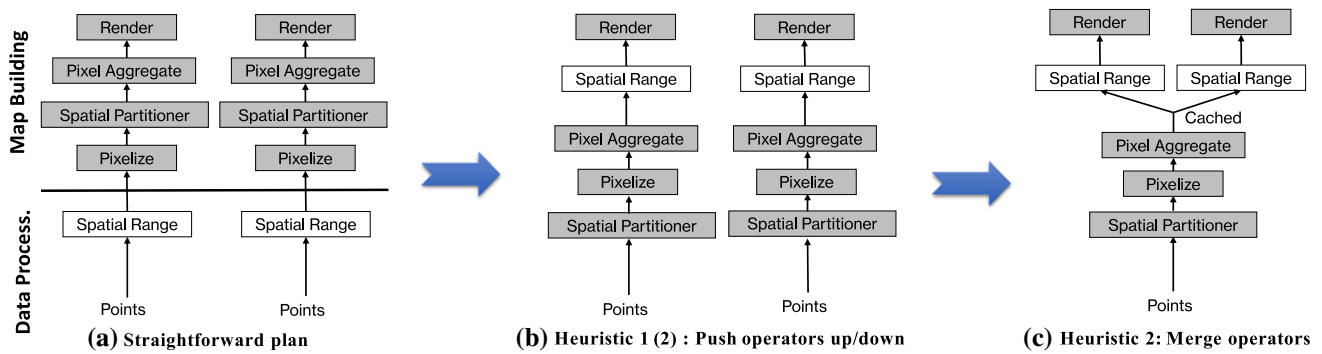 Map Building
Data Process.
Render
Pixel Aggregate
Spatial Partitioner
Pixelize
Spatial Range
Points
Render
Pixel Aggregate
Spatial Partitioner
Pixelize
Spatial Range
Points
(a) Straightforward plan
Render
Spatial Range
Pixel Aggregate
Pixelize
Spatial Partitioner
Points
Render
Spatial Range
Pixel Aggregate
Pixelize
Spatial Partitioner
Points
(b) Heuristic 1 (2) : Push operators up/down
Render
Render
Spatial Range
Spatial Range
Cached
Pixel Aggregate
Pixelize
Spatial Partitioner
Points
(c) Heuristic 2: Merge operators